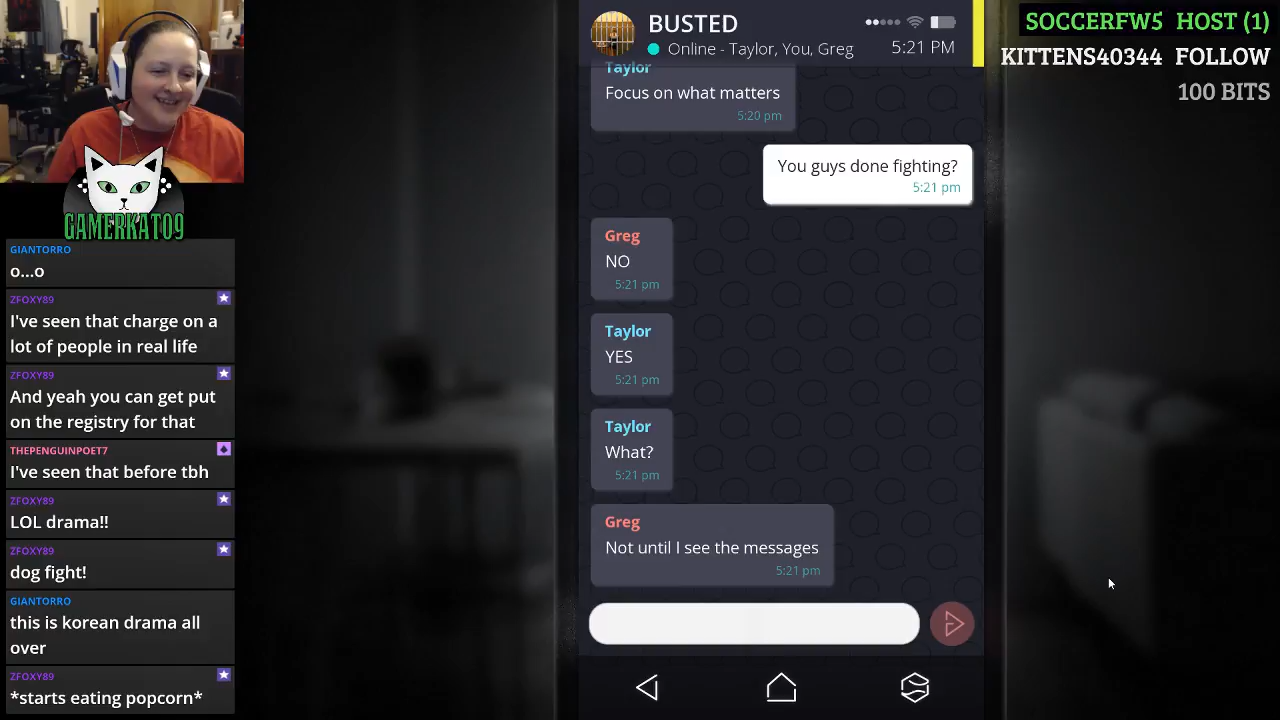 BUSTED
Online - Taylor, You, Greg
5:21 PM
SOCCERFW5 HOST (1)
KITTENS40344 FOLLOW
100 BITS
Taylor
Focus on what matters
5:20 pm
You guys done fighting?
5:21 pm
Greg
NO
5:21 pm
Taylor
YES
5:21 pm
Taylor
What?
5:21 pm
Greg
Not until I see the messages
5:21 pm
GAMERKAT09
GIANTORRO
o...o
ZFOXY89
I've seen that charge on a
lot of people in real life
ZFOXY89
And yeah you can get put
on the registry for that
THEPENGUINPOET7
I've seen that before tbh
ZFOXY89
LOL drama!!
ZFOXY89
dog fight!
GIANTORRO
this is korean drama all
over
ZFOXY89
*starts eating popcorn*